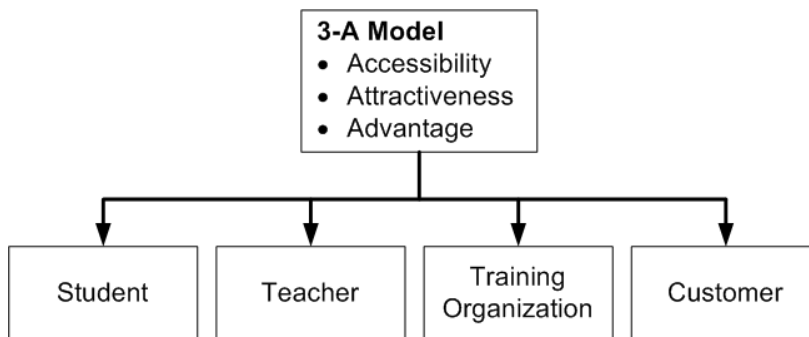 3-A Model
• Accessibility
• Attractiveness
• Advantage
Student
Teacher
Training
Organization
Customer